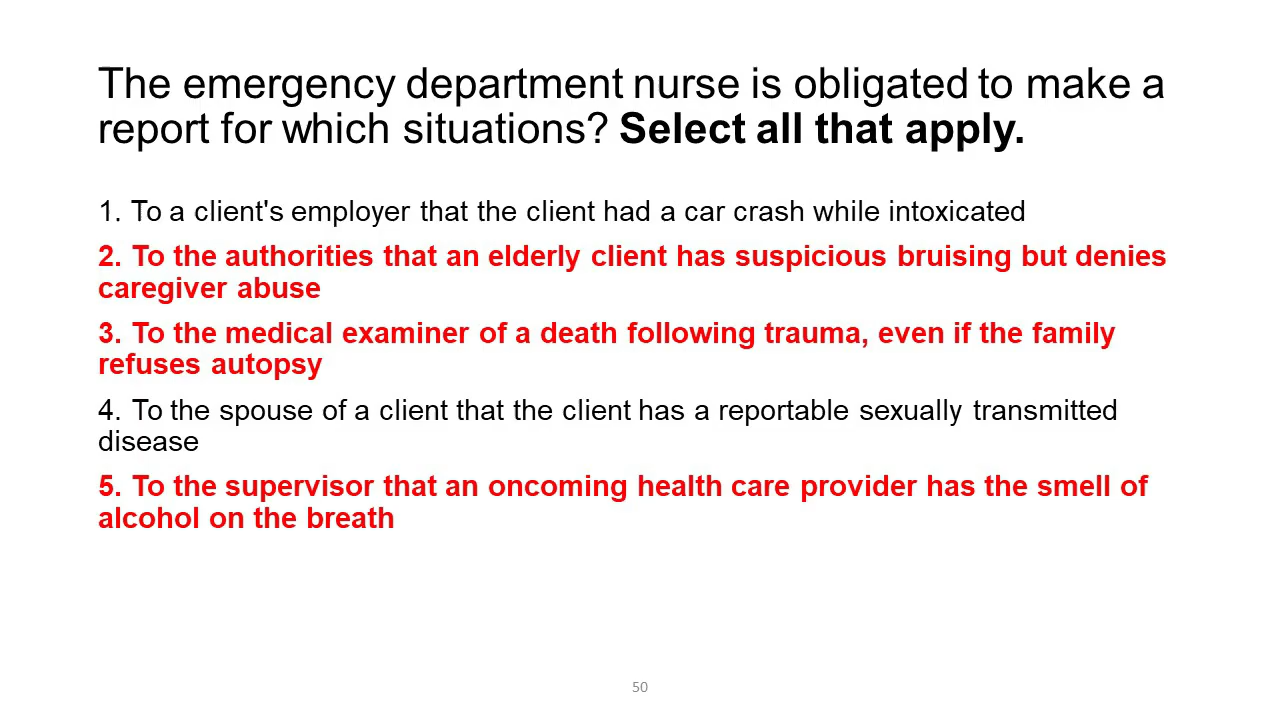 The emergency department nurse is obligated to make a
report for which situations? Select all that apply.
1. To a client's employer that the client had a car crash while intoxicated
2. To the authorities that an elderly client has suspicious bruising but denies
caregiver abuse
3. To the medical examiner of a death following trauma, even if the family
refuses autopsy
4. To the spouse of a client that the client has a reportable sexually transmitted
disease
5. To the supervisor that an oncoming health care provider has the smell of
alcohol on the breath
50